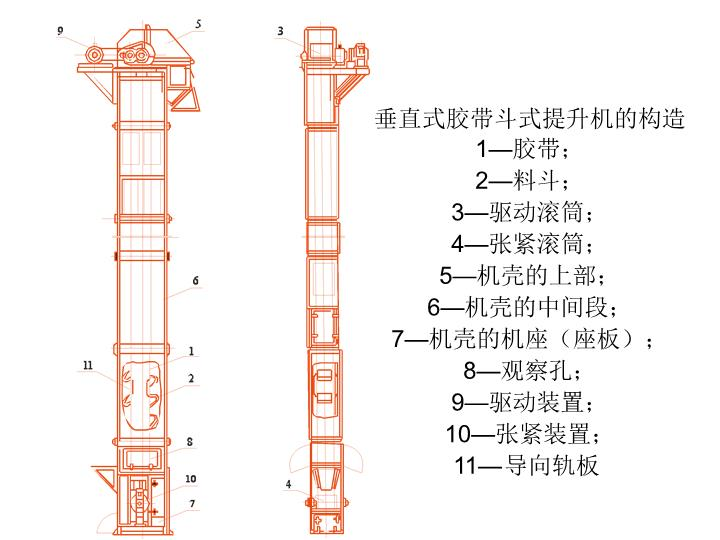 9
5
3
6
11
1
2
8
10
7
4
垂直式胶带斗式提升机的构造
1—胶带；
2—料斗；
3—驱动滚筒；
4—张紧滚筒；
5—机壳的上部；
6—机壳的中间段；
7—机壳的机座（座板）；
8—观察孔；
9—驱动装置；
10—张紧装置；
11—导向轨板